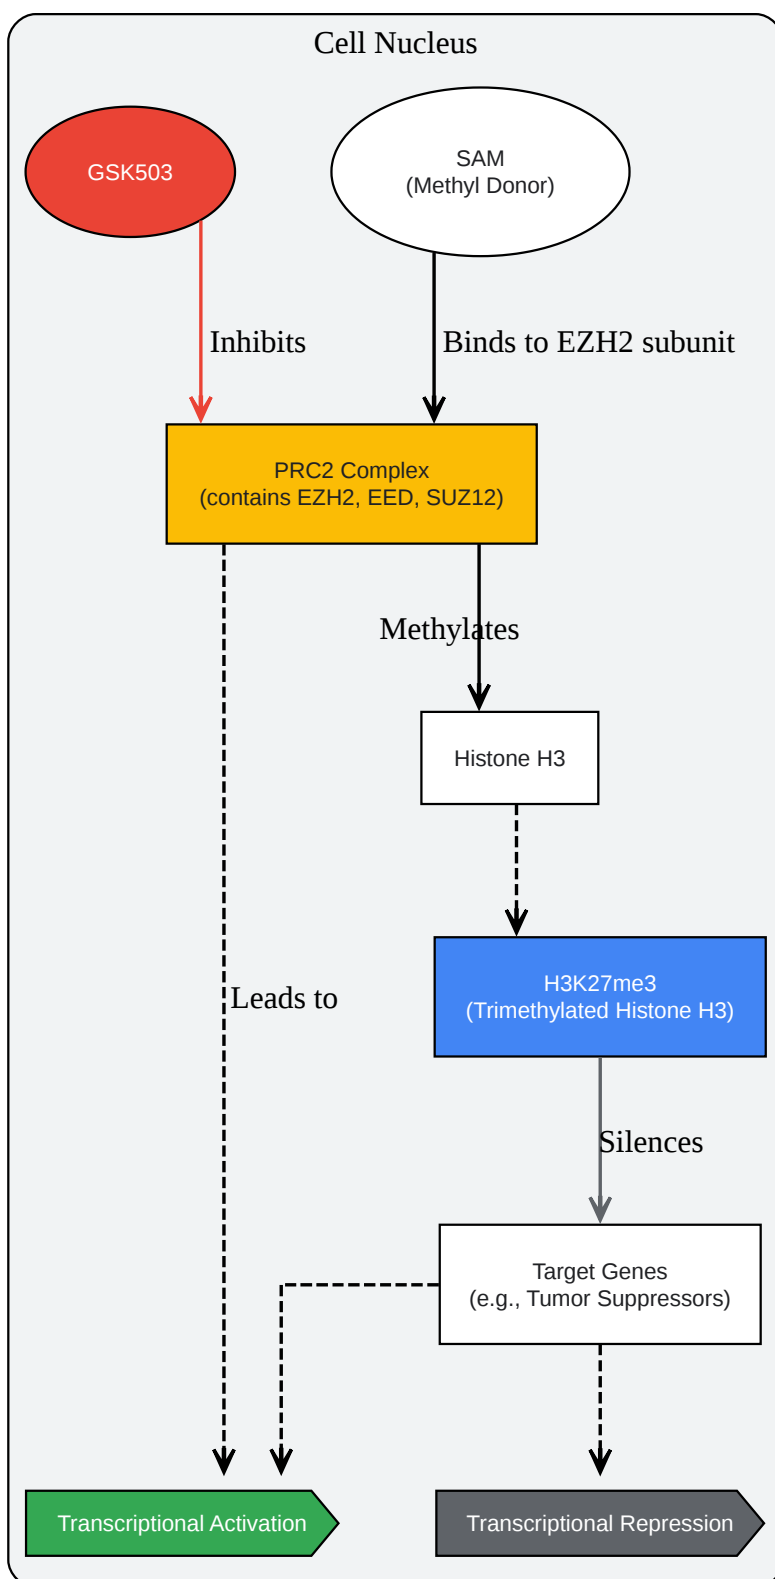 Cell Nucleus
GSK503
SAM
(Methyl Donor)
Inhibits
Binds to EZH2 subunit
PRC2 Complex
(contains EZH2, EED, SUZ12)
Methylates
Histone H3
H3K27me3
(Trimethylated Histone H3)
Leads to
Silences
Target Genes
(e.g., Tumor Suppressors)
Transcriptional Activation
Transcriptional Repression